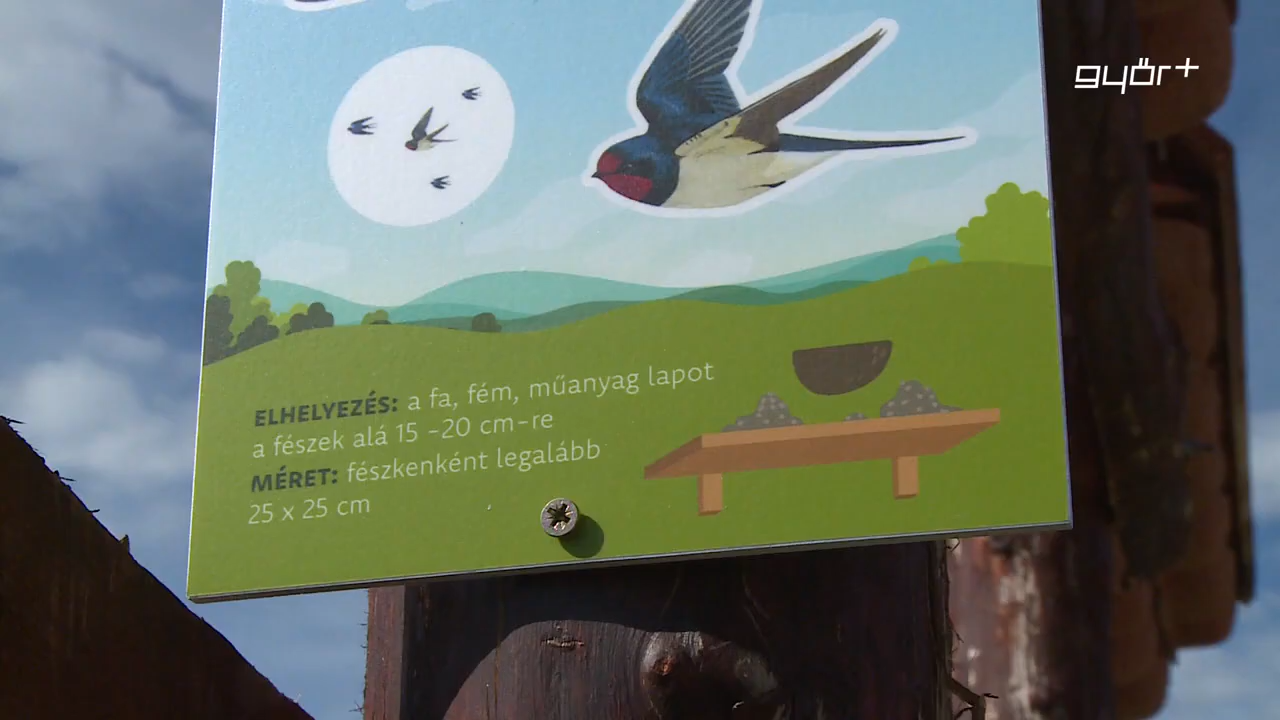 győr+
ELHELYEZÉS: a fa, fém, műanyag lapot
a fészek alá 15 -20 cm-re
MÉRET: fészkenként legalább
25 x 25 cm